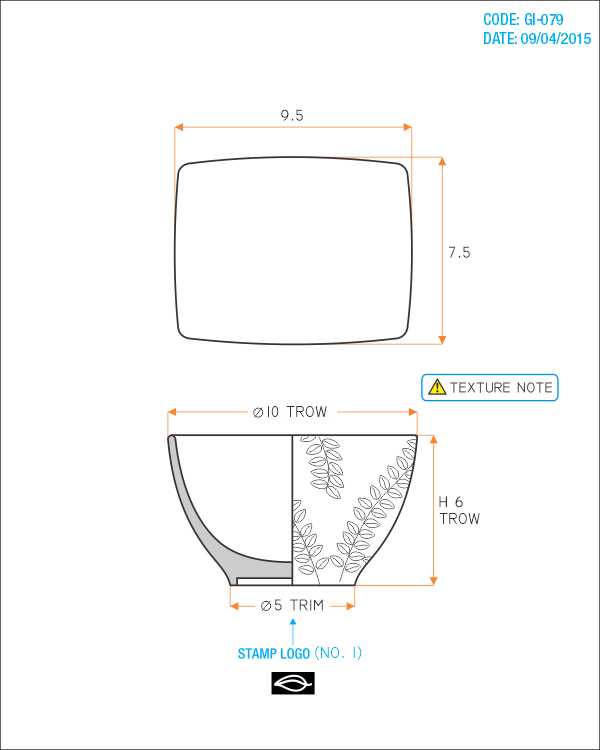 CODE: GI-079
DATE: 09/04/2015
9.5
7.5
TEXTURE NOTE
⌀10 TROW
H 6
TROW
⌀5 TRIM
STAMP LOGO (NO. 1)